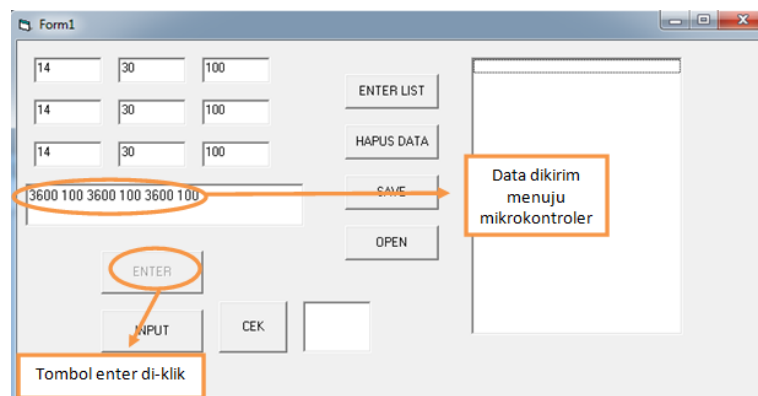 Form1
14 30 100
ENTER LIST
14 30 100
HAPUS DATA
14 30 100
Data dikirim
menuju
mikrokontroler
3600 100 3600 100 3600 100
SAVE
OPEN
ENTER
INPUT
CEK
Tombol enter di-klik